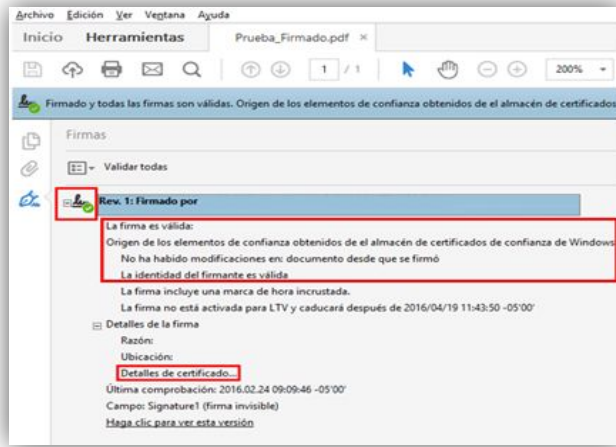 Archivo Edición Ver Ventana Ayuda
Inicio Herramientas Prueba_Firmado.pdf ×
1 / 1 200%
Firmado y todas las firmas son válidas. Origen de los elementos de confianza obtenidos de el almacén de certificados
Firmas
Validar todas
Rev. 1: Firmado por
La firma es válida:
Origen de los elementos de confianza obtenidos de el almacén de certificados de confianza de Windows
No ha habido modificaciones en: documento desde que se firmó
La identidad del firmante es válida
La firma incluye una marca de hora incrustada.
La firma no está activada para LTV y caducará después de 2016/04/19 11:43:50 -05'00'
Detalles de la firma
Razón:
Ubicación:
Detalles de certificado...
Última comprobación: 2016.02.24 09:09:46 -05'00'
Campo: Signature1 (firma invisible)
Haga clic para ver esta versión